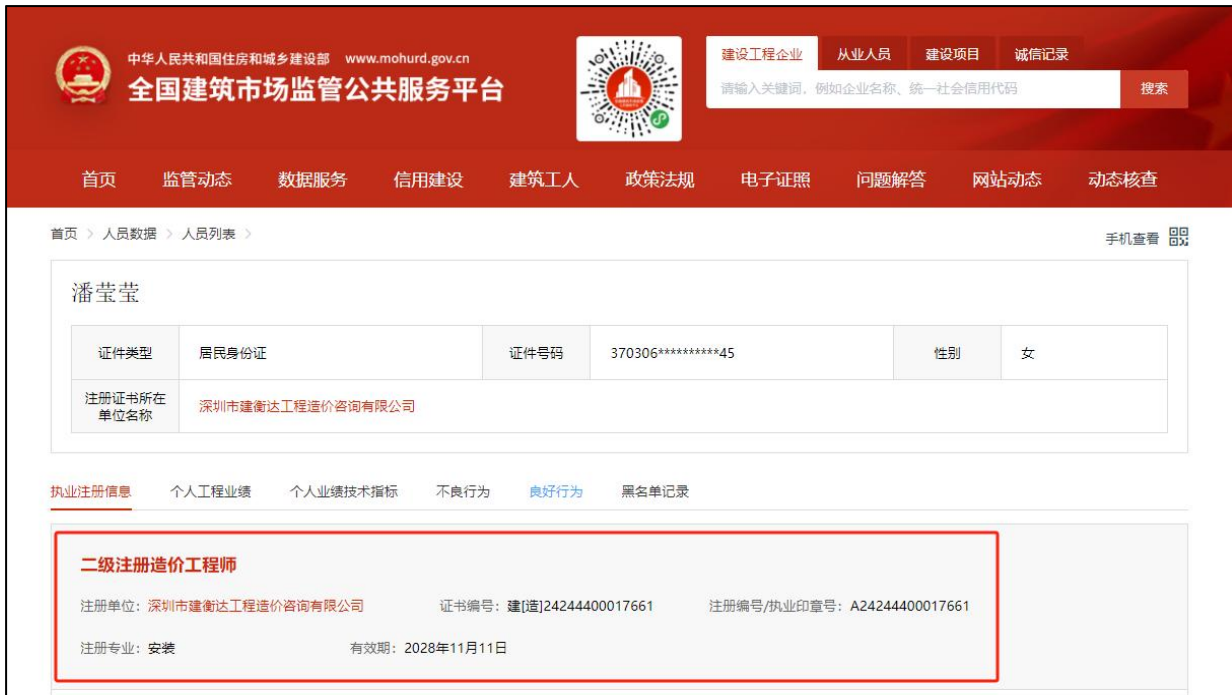 中华人民共和国住房和城乡建设部 www.mohurd.gov.cn
全国建筑市场监管公共服务平台
建设工程企业 从业人员 建设项目 诚信记录
请输入关键词，例如企业名称、统一社会信用代码 搜索
首页 监管动态 数据服务 信用建设 建筑工人 政策法规 电子证照 问题解答 网站动态 动态核查
首页 > 人员数据 > 人员列表 >
手机查看
潘莹莹
证件类型 居民身份证 证件号码 370306**********45 性别 女
注册证书所在
单位名称
深圳市建衡达工程造价咨询有限公司
执业注册信息 个人工程业绩 个人业绩技术指标 不良行为 良好行为 黑名单记录
二级注册造价工程师
注册单位：深圳市建衡达工程造价咨询有限公司 证书编号：建[造]24244400017661 注册编号/执业印章号：A24244400017661
注册专业：安装 有效期：2028年11月11日